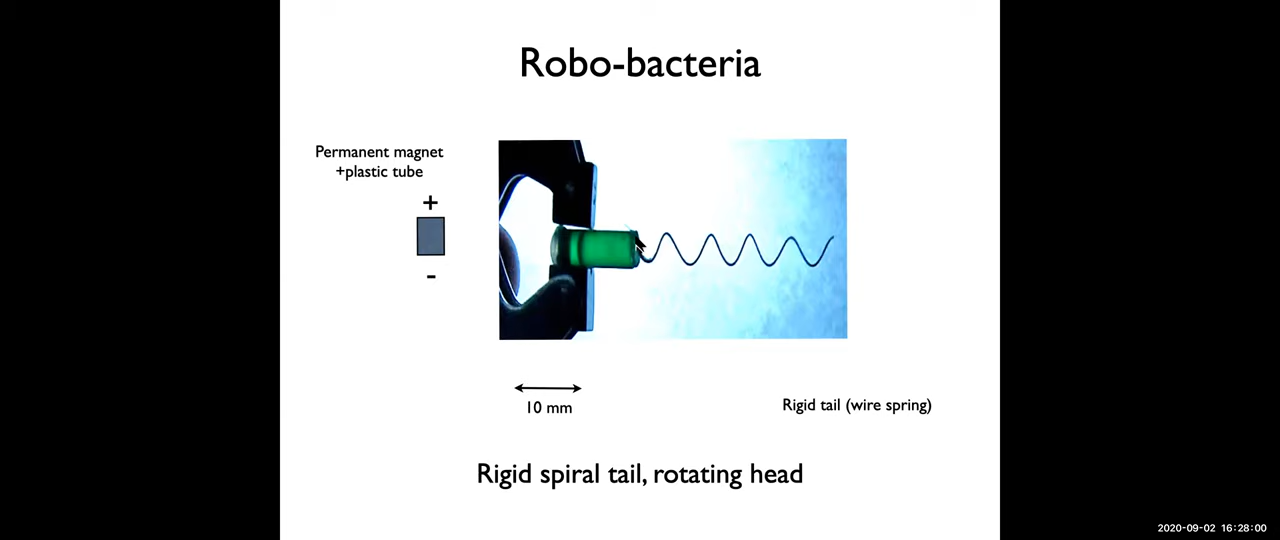 Robo-bacteria
Permanent magnet
+plastic tube
+
-
10 mm
Rigid tail (wire spring)
Rigid spiral tail, rotating head
2020-09-02 16:28:00